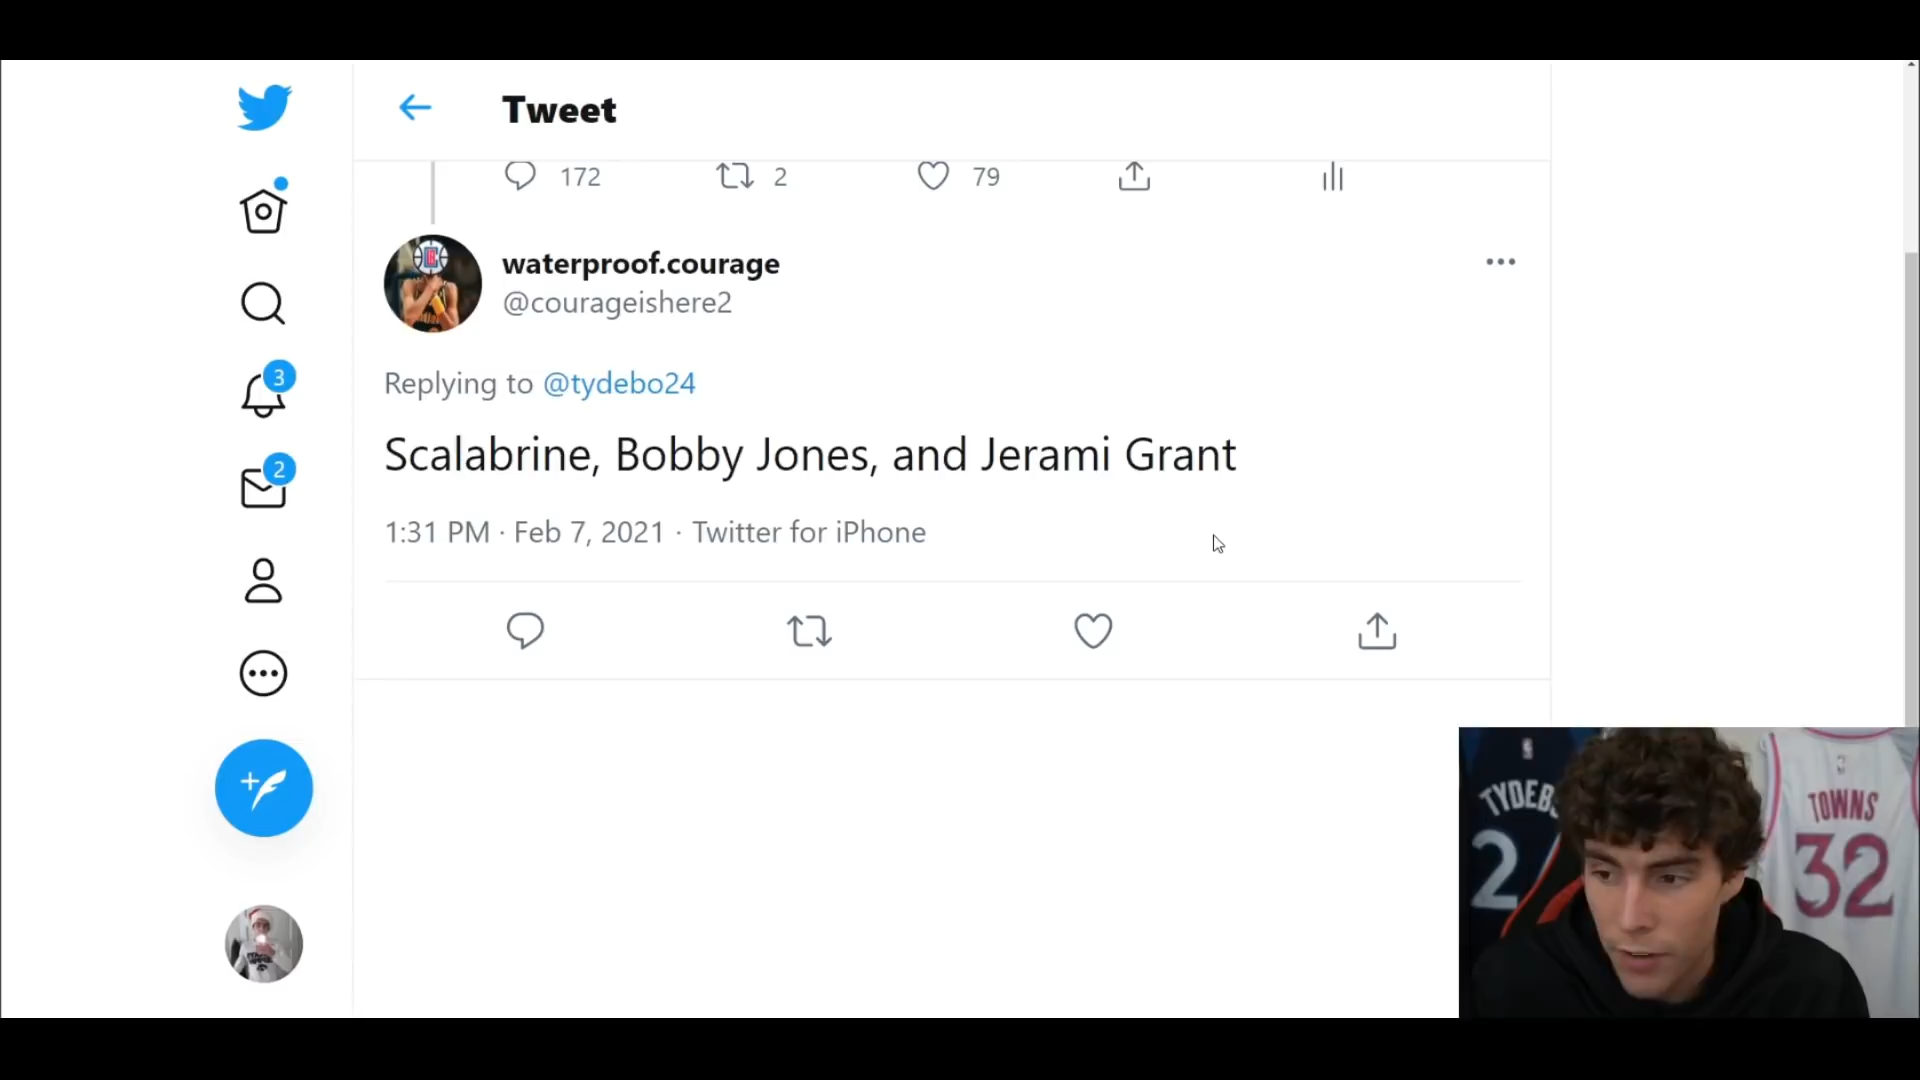 Tweet
172 2 79
waterproof.courage
@courageishere2
Replying to @tydebo24
Scalabrine, Bobby Jones, and Jerami Grant
1:31 PM · Feb 7, 2021 · Twitter for iPhone
3
2
TYDEB
2
TOWNS
32